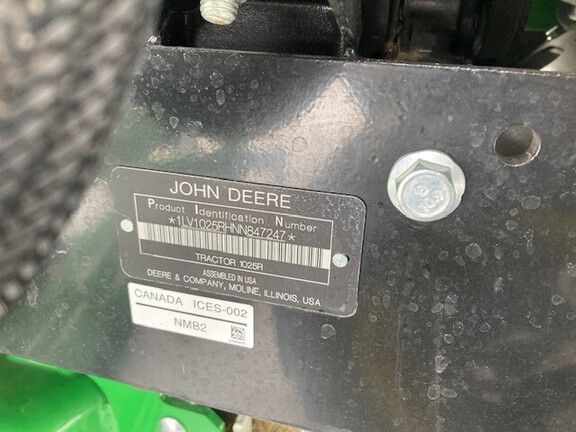 JOHN DEERE
Product Identification Number
*1LV1025RHNN847247*
TRACTOR 1025R
ASSEMBLED IN USA
DEERE & COMPANY, MOLINE, ILLINOIS, USA
CANADA ICES-002
NMB2